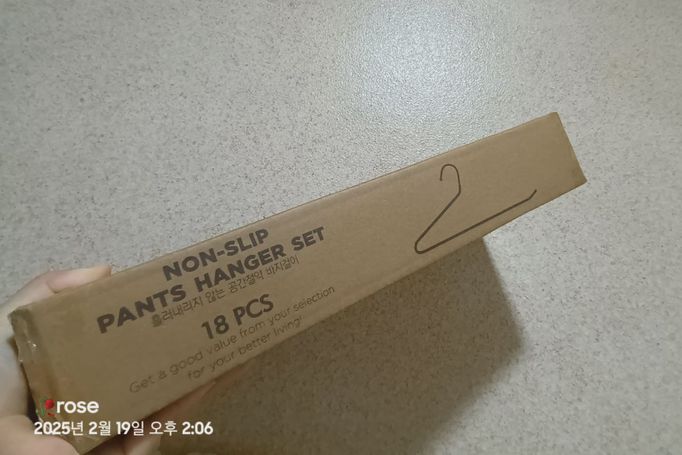 NON-SLIP
PANTS HANGER SET
흘러내리지 않는 공간절약 바지걸이
18 PCS
Get a good value from your selection
for your better living!
rose
2025년 2월 19일 오후 2:06